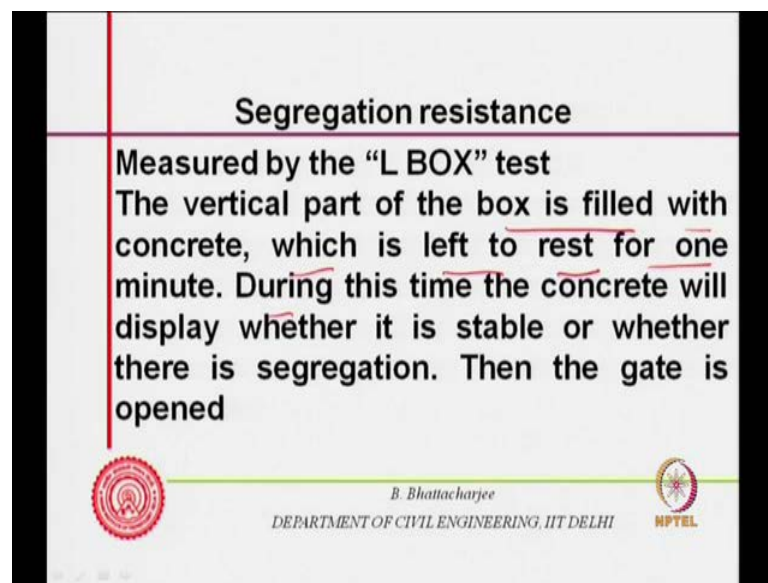 Segregation resistance
Measured by the “L BOX” test
The vertical part of the box is filled with
concrete, which is left to rest for one
minute. During this time the concrete will
display whether it is stable or whether
there is segregation. Then the gate is
opened
B. Bhattacharjee
DEPARTMENT OF CIVIL ENGINEERING, IIT DELHI
NPTEL